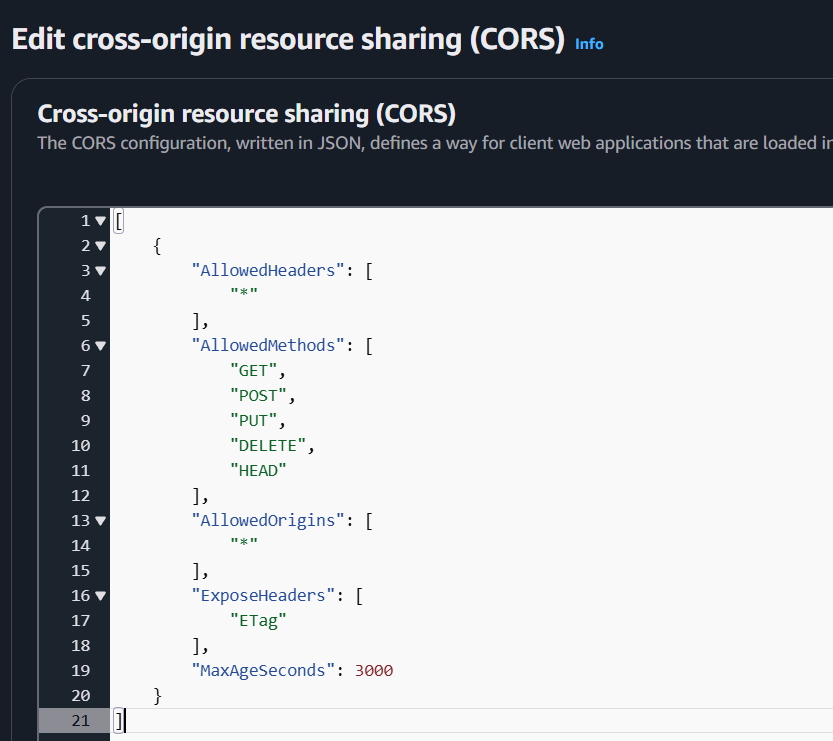 Edit cross-origin resource sharing (CORS) Info
Cross-origin resource sharing (CORS)
The CORS configuration, written in JSON, defines a way for client web applications that are loaded in
1 [
2 {
3 "AllowedHeaders": [
4 "*"
5 ],
6 "AllowedMethods": [
7 "GET",
8 "POST",
9 "PUT",
10 "DELETE",
11 "HEAD"
12 ],
13 "AllowedOrigins": [
14 "*"
15 ],
16 "ExposeHeaders": [
17 "ETag"
18 ],
19 "MaxAgeSeconds": 3000
20 }
21 ]